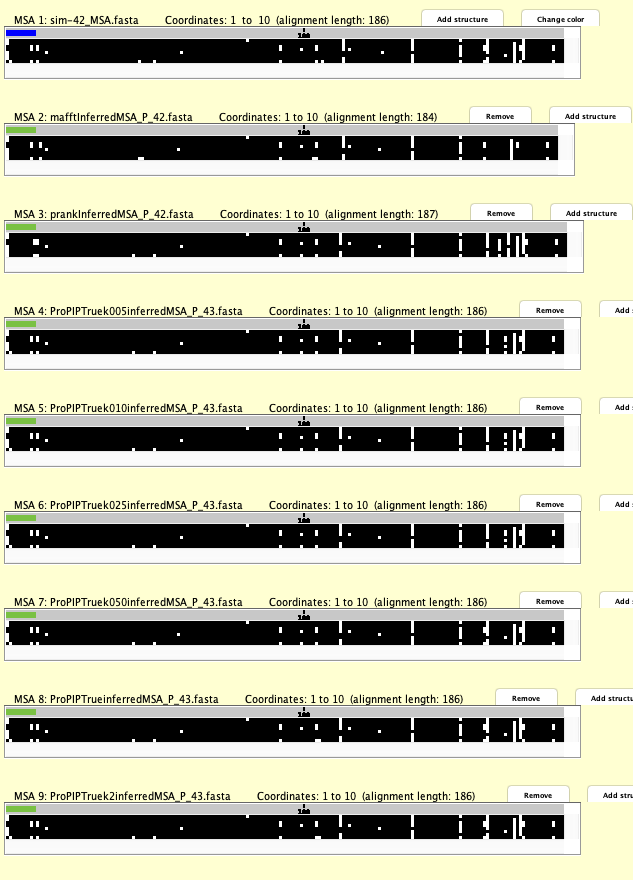 MSA 1: sim-42_MSA.fasta Coordinates: 1 to 10 (alignment length: 186) Add structure Change color
100
MSA 2: mafftInferredMSA_P_42.fasta Coordinates: 1 to 10 (alignment length: 184) Remove Add structure
100
MSA 3: prankInferredMSA_P_42.fasta Coordinates: 1 to 10 (alignment length: 187) Remove Add structure
100
MSA 4: ProPIPTruek005inferredMSA_P_43.fasta Coordinates: 1 to 10 (alignment length: 186) Remove Add s
100
MSA 5: ProPIPTruek010inferredMSA_P_43.fasta Coordinates: 1 to 10 (alignment length: 186) Remove Add s
100
MSA 6: ProPIPTruek025inferredMSA_P_43.fasta Coordinates: 1 to 10 (alignment length: 186) Remove Add s
100
MSA 7: ProPIPTruek050inferredMSA_P_43.fasta Coordinates: 1 to 10 (alignment length: 186) Remove Add s
100
MSA 8: ProPIPTrueinferredMSA_P_43.fasta Coordinates: 1 to 10 (alignment length: 186) Remove Add structu
100
MSA 9: ProPIPTruek2inferredMSA_P_43.fasta Coordinates: 1 to 10 (alignment length: 186) Remove Add stru
100